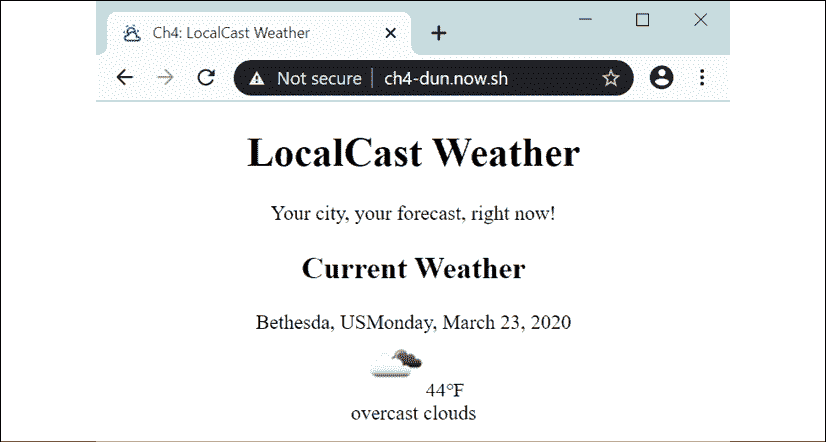 Ch4: LocalCast Weather
Not secure | ch4-dun.now.sh
LocalCast Weather
Your city, your forecast, right now!
Current Weather
Bethesda, USMonday, March 23, 2020
44°F
overcast clouds